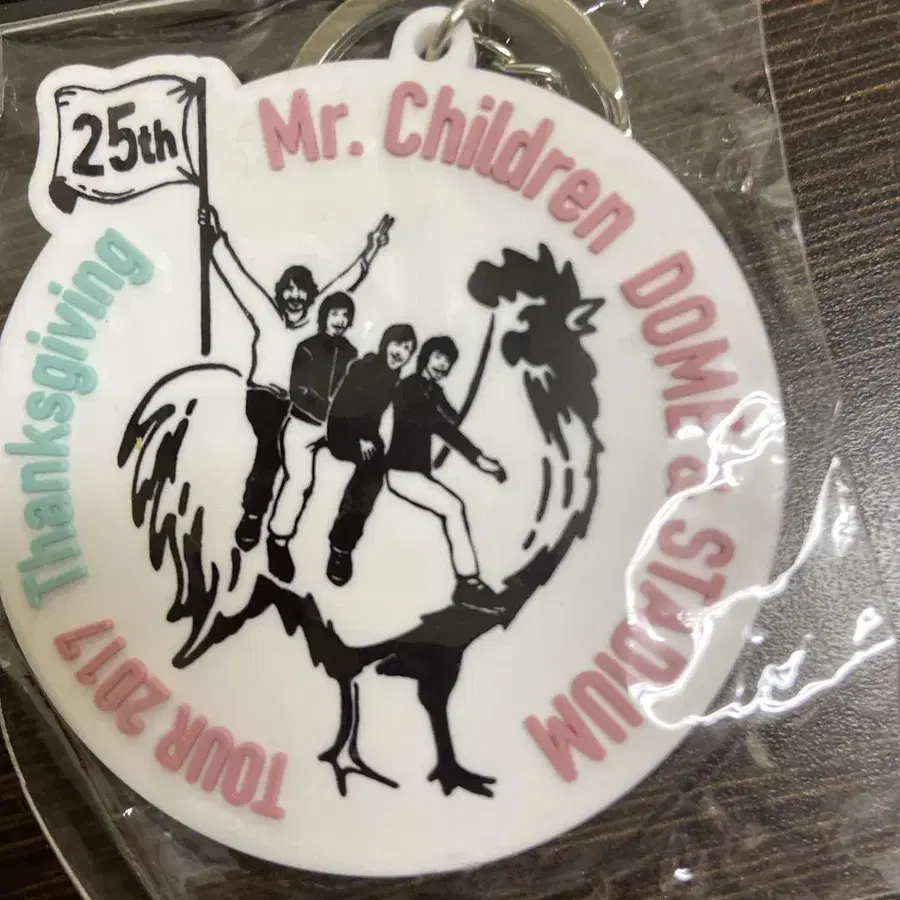 25th
Mr. Children DOME & STADIUM
TOUR 2017 Thanksgiving